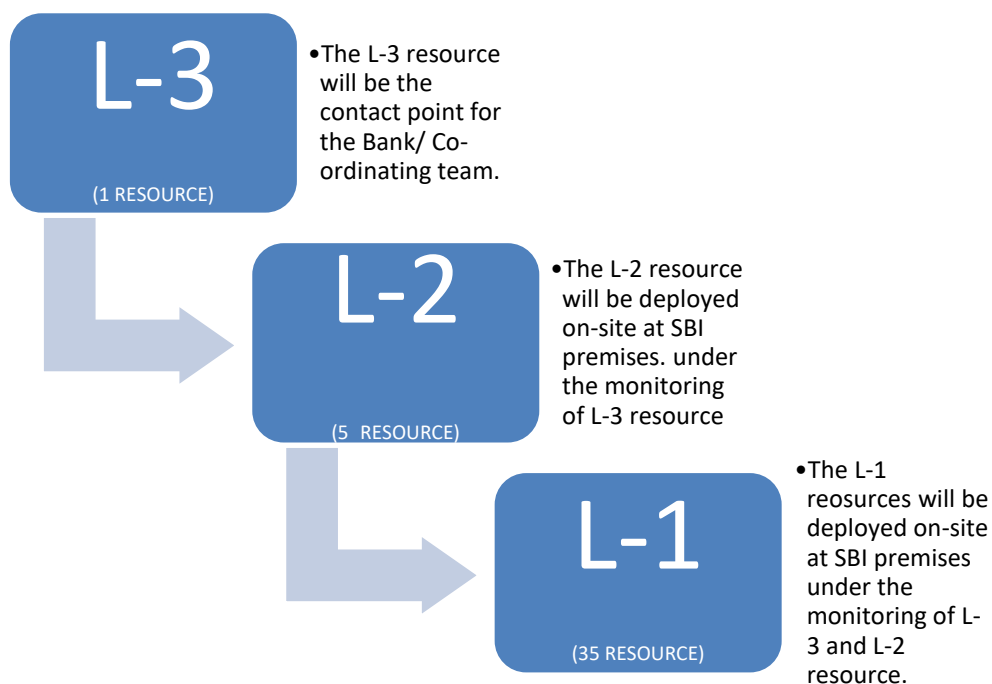 L-3
(1 RESOURCE)
•The L-3 resource
will be the
contact point for
the Bank/ Co-
ordinating team.
L-2
(5 RESOURCE)
•The L-2 resource
will be deployed
on-site at SBI
premises. under
the monitoring
of L-3 resource
L-1
(35 RESOURCE)
•The L-1
reosurces will be
deployed on-site
at SBI premises
under the
monitoring of L-
3 and L-2
resource.